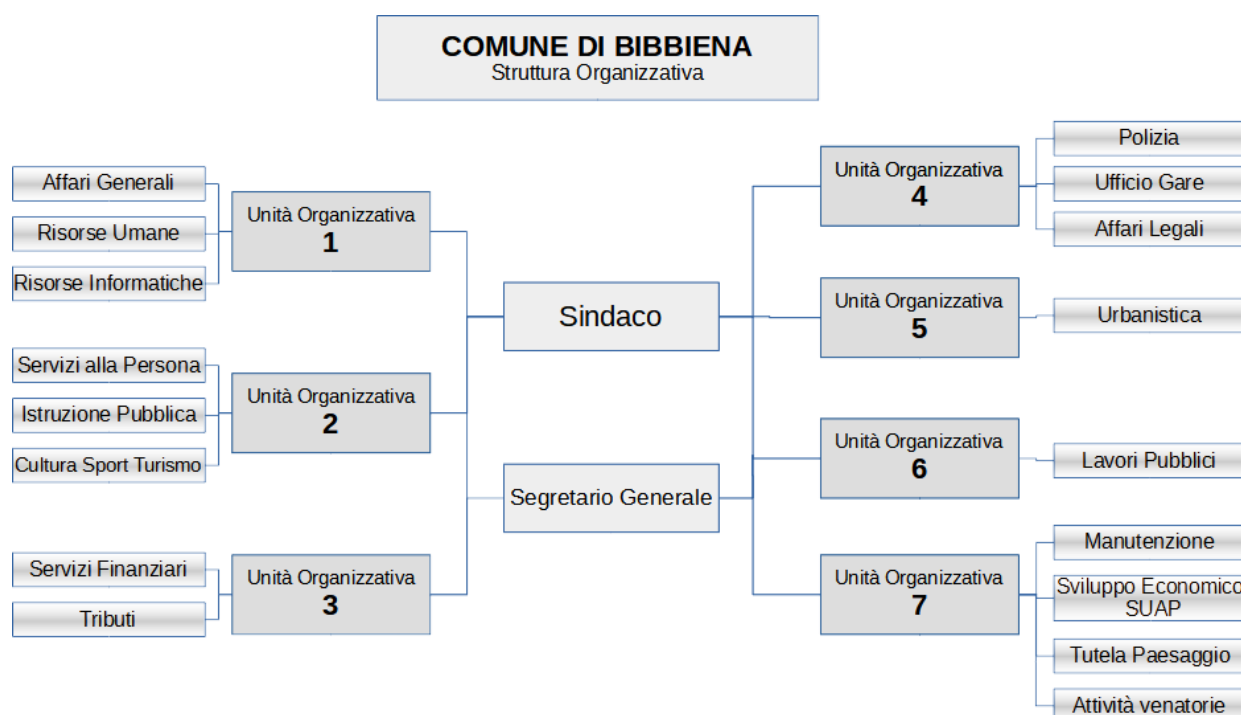 COMUNE DI BIBBIENA
Struttura Organizzativa
Affari Generali
Risorse Umane
Risorse Informatiche
Unità Organizzativa
1
Servizi alla Persona
Istruzione Pubblica
Cultura Sport Turismo
Unità Organizzativa
2
Servizi Finanziari
Tributi
Unità Organizzativa
3
Sindaco
Segretario Generale
Unità Organizzativa
4
Polizia
Ufficio Gare
Affari Legali
Unità Organizzativa
5
Urbanistica
Unità Organizzativa
6
Lavori Pubblici
Unità Organizzativa
7
Manutenzione
Sviluppo Economico
SUAP
Tutela Paesaggio
Attività venatorie